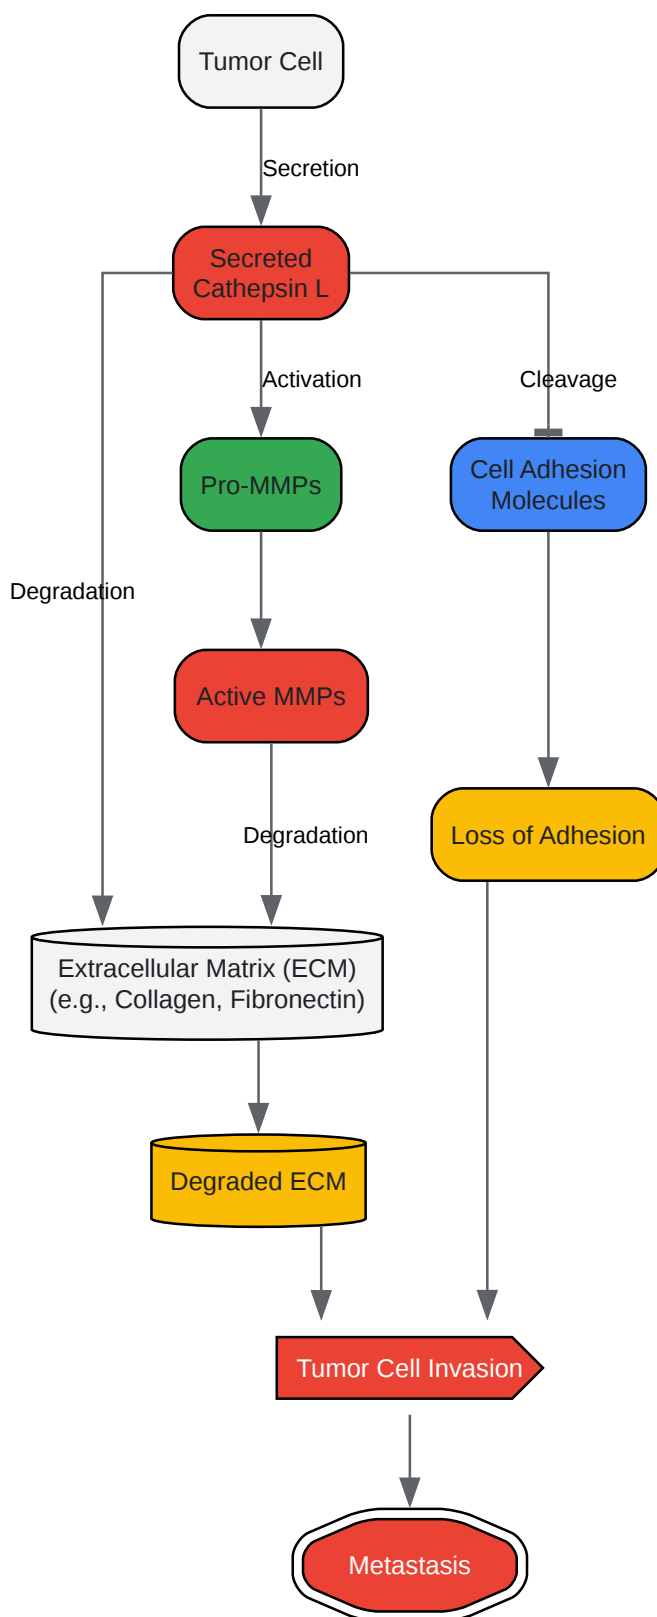 Tumor Cell
Secretion
Secreted
Cathepsin L
Activation
Cleavage
Pro-MMPs
Cell Adhesion
Molecules
Degradation
Active MMPs
Degradation
Loss of Adhesion
Extracellular Matrix (ECM)
(e.g., Collagen, Fibronectin)
Degraded ECM
Tumor Cell Invasion
Metastasis